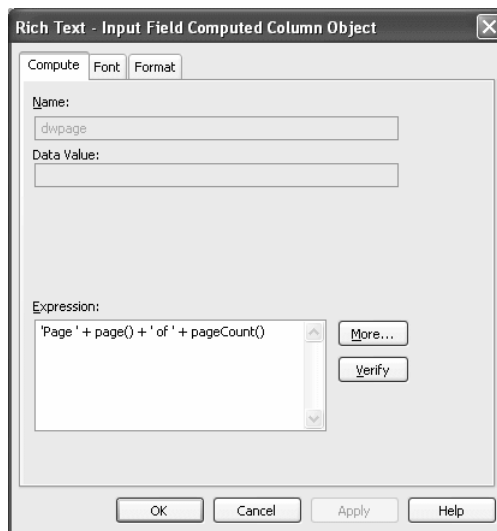 Rich Text - Input Field Computed Column Object
Compute Font Format
Name:
dwpage
Data Value:
Expression:
'Page ' + page() + ' of ' + pageCount()
More...
Verify
OK Cancel Apply Help